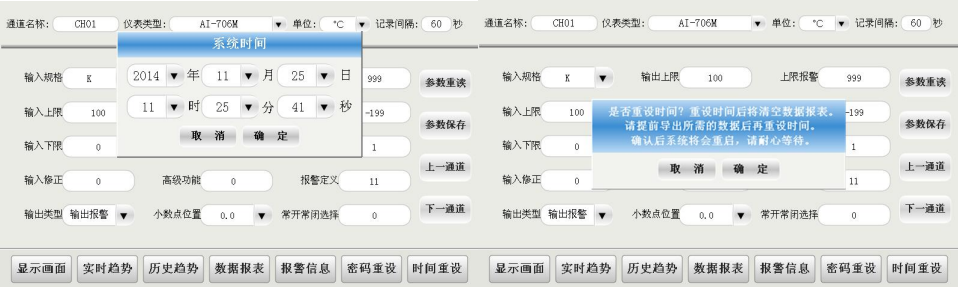 通道名称: CH01 仪表类型: AI-706M 单位: °C 记录间隔: 60 秒
系统时间
2014 年 11 月 25 日
11 时 25 分 41 秒
取 消 确 定
输入规格 K 999 参数重读
输入上限 100 -199 参数保存
输入下限 0 1 上一通道
输入修正 0 高级功能 0 报警定义 11
输出类型 输出报警 小数点位置 0.0 常开常闭选择 0 下一通道
显示画面 实时趋势 历史趋势 数据报表 报警信息 密码重设 时间重设
通道名称: CH01 仪表类型: AI-706M 单位: °C 记录间隔: 60 秒
输入规格 K 输出上限 100 上限报警 999 参数重读
输入上限 100 -199 参数保存
是否重设时间？重设时间后将清空数据报表。
请提前导出所需的数据后再重设时间。
确认后系统将会重启，请耐心等待。
取 消 确 定
输入下限 0 1 上一通道
输入修正 0 11
输出类型 输出报警 小数点位置 0.0 常开常闭选择 0 下一通道
显示画面 实时趋势 历史趋势 数据报表 报警信息 密码重设 时间重设